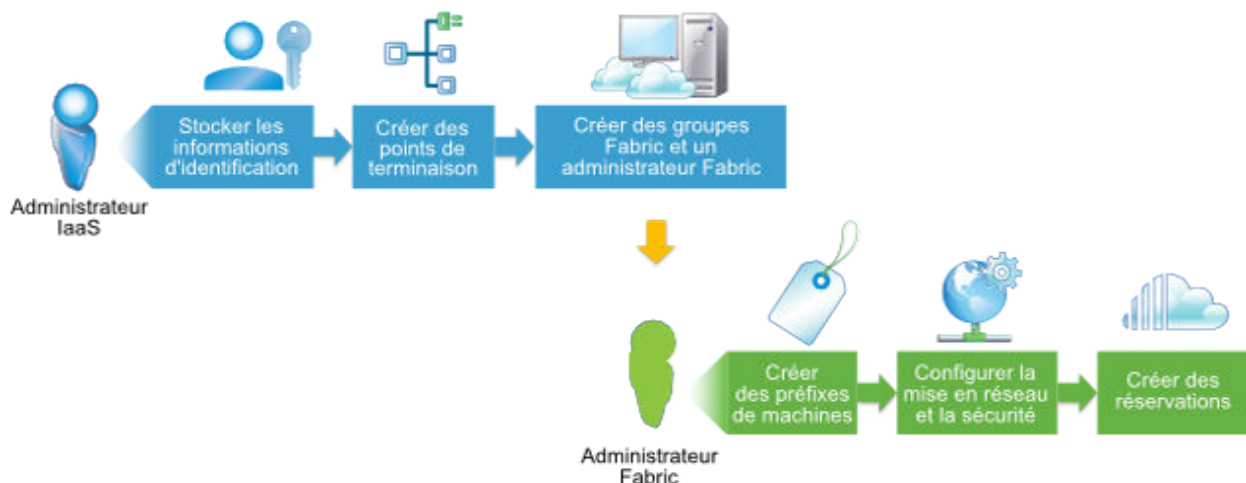 Stocker les
informations
d'identification
Créer des
points de
terminaison
Créer des groupes
Fabric et un
administrateur Fabric
Administrateur
IaaS
Créer
des préfixes
de machines
Configurer la
mise en réseau
et la sécurité
Créer des
réservations
Administrateur
Fabric